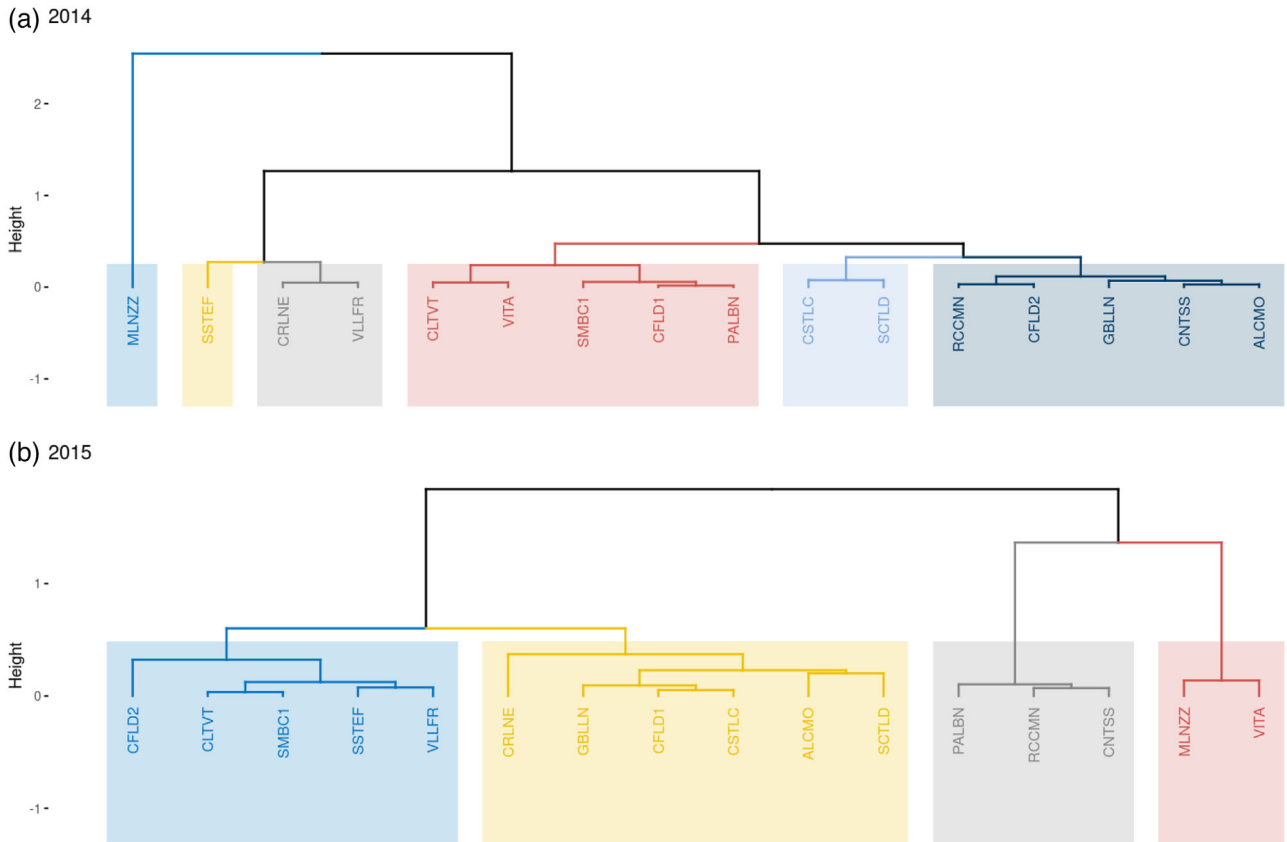 (a) 2014
Height
2
1
0
-1
MLNZZ
SSTEF
CRLNE
VLLFR
CLTVT
VITA
SMBC1
CFLD1
PALBN
CSTLC
SCTLD
RCCMN
CFLD2
GBLLN
CNTSS
ALCMO
(b) 2015
Height
1
0
-1
CFLD2
CLTVT
SMBC1
SSTEF
VLLFR
CRLNE
GBLLN
CFLD1
CSTLC
ALCMO
SCTLD
PALBN
RCCMN
CNTSS
MLNZZ
VITA